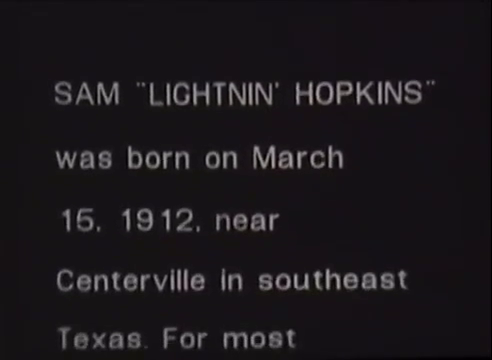 SAM "LIGHTNIN' HOPKINS"
was born on March
15, 1912, near
Centerville in southeast
Texas. For most